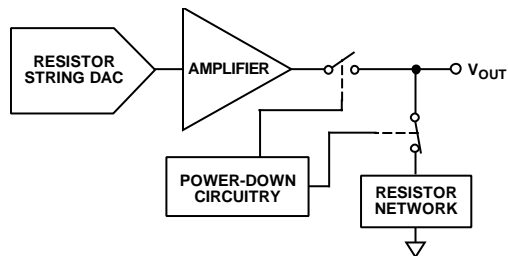 RESISTOR
STRING DAC
AMPLIFIER
VOUT
POWER-DOWN
CIRCUITRY
RESISTOR
NETWORK